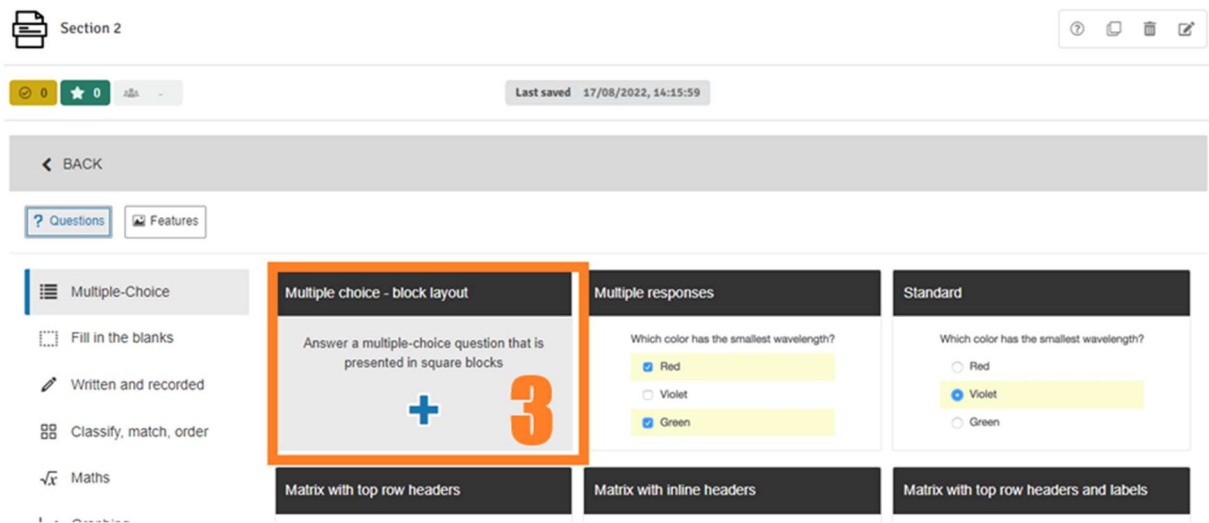 Section 2
0
0
-
Last saved 17/08/2022, 14:15:59
BACK
? Questions
Features
Multiple-Choice
Fill in the blanks
Written and recorded
Classify, match, order
√x Maths
Multiple choice - block layout
Answer a multiple-choice question that is
presented in square blocks
3
Multiple responses
Which color has the smallest wavelength?
Red
Violet
Green
Standard
Which color has the smallest wavelength?
Red
Violet
Green
Matrix with top row headers
Matrix with inline headers
Matrix with top row headers and labels